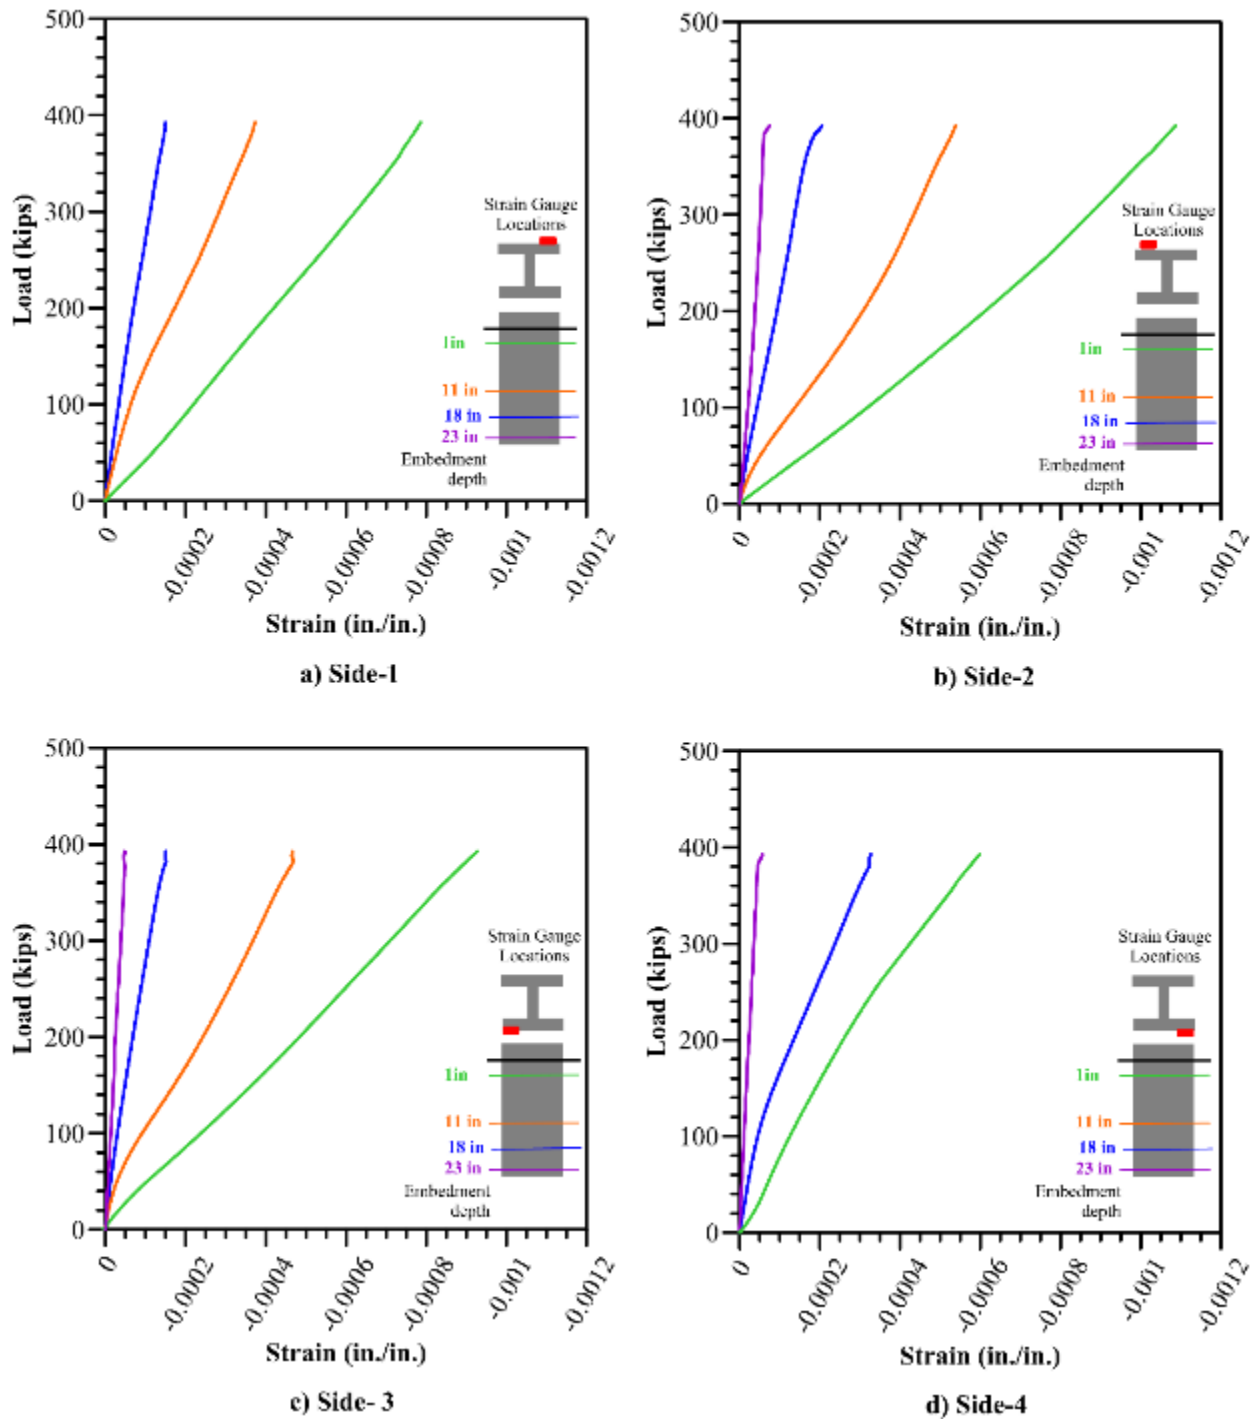 500
400
300
200
100
0
Load (kips)
Strain Gauge
Locations
1in
11 in
18 in
23 in
Embedment
depth
0
-0.0002
-0.0004
-0.0006
-0.0008
-0.001
-0.0012
Strain (in./in.)
a) Side-1
500
400
300
200
100
0
Load (kips)
Strain Gauge
Locations
1in
11 in
18 in
23 in
Embedment
depth
0
-0.0002
-0.0004
-0.0006
-0.0008
-0.001
-0.0012
Strain (in./in.)
b) Side-2
500
400
300
200
100
0
Load (kips)
Strain Gauge
Locations
1in
11 in
18 in
23 in
Embedment
depth
0
-0.0002
-0.0004
-0.0006
-0.0008
-0.001
-0.0012
Strain (in./in.)
c) Side- 3
500
400
300
200
100
0
Load (kips)
Strain Gauge
Locations
1in
11 in
18 in
23 in
Embedment
depth
0
-0.0002
-0.0004
-0.0006
-0.0008
-0.001
-0.0012
Strain (in./in.)
d) Side-4